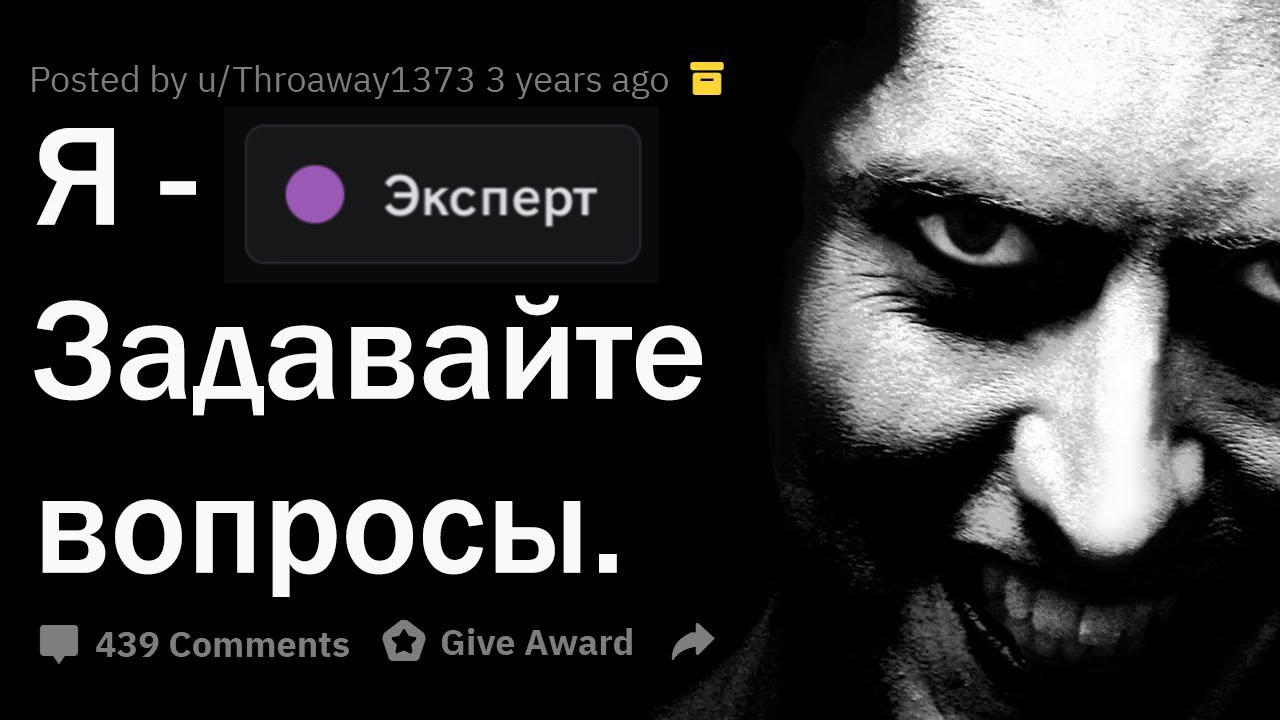 Posted by u/Throaway1373 3 years ago
Я - Эксперт
Задавайте
вопросы.
439 Comments Give Award